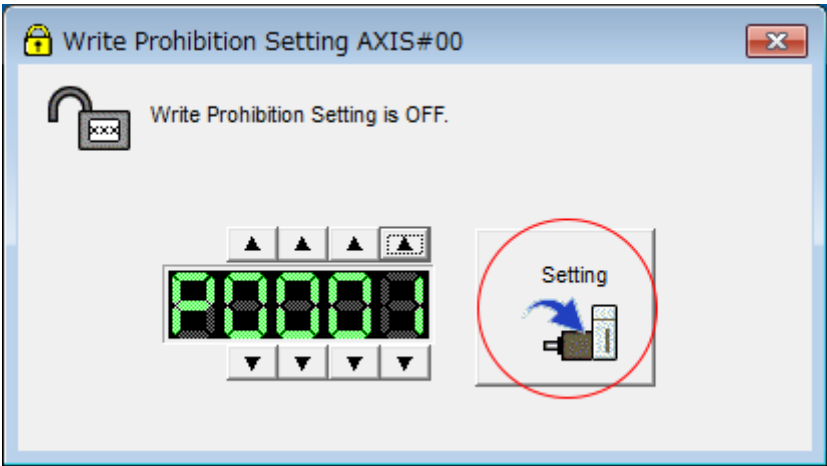 Write Prohibition Setting AXIS#00
xxx
Write Prohibition Setting is OFF.
Setting
P0001